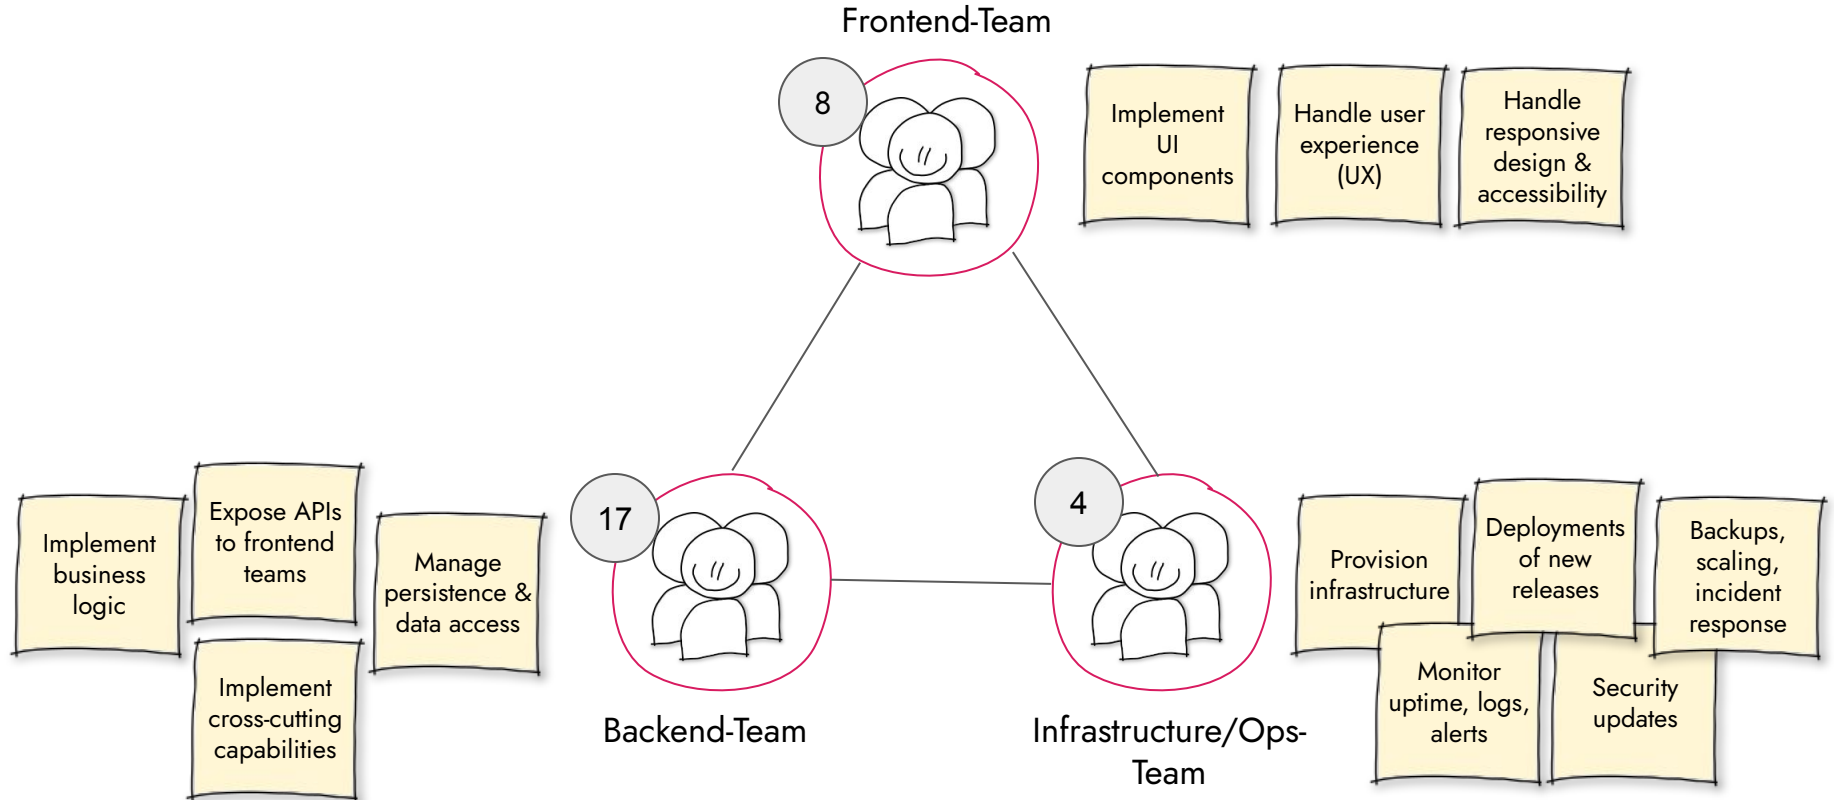 Frontend-Team
8
Implement
UI
components
Handle user
experience
(UX)
Handle
responsive
design &
accessibility
17
Implement
business
logic
Expose APIs
to frontend
teams
Manage
persistence &
data access
Implement
cross-cutting
capabilities
Backend-Team
4
Infrastructure/Ops-
Team
Provision
infrastructure
Deployments
of new
releases
Backups,
scaling,
incident
response
Monitor
uptime, logs,
alerts
Security
updates